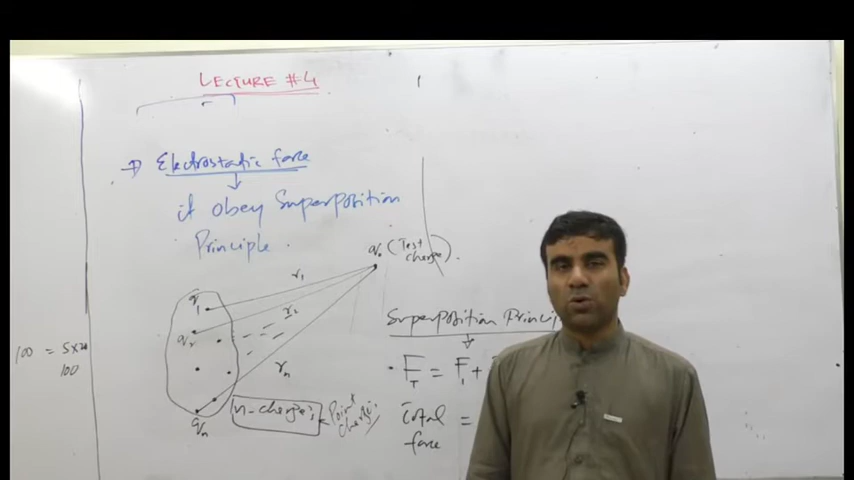 LECTURE #4
Electrostatic force
it obey Superposition
Principle.
q₀ (Test
charge).
r₁
q₁
r₂
q₂
rₙ
qₙ
n-charges
Point
charges
100 = 5x20
100
Superposition Princip
F_T = F₁ +
Total =
force